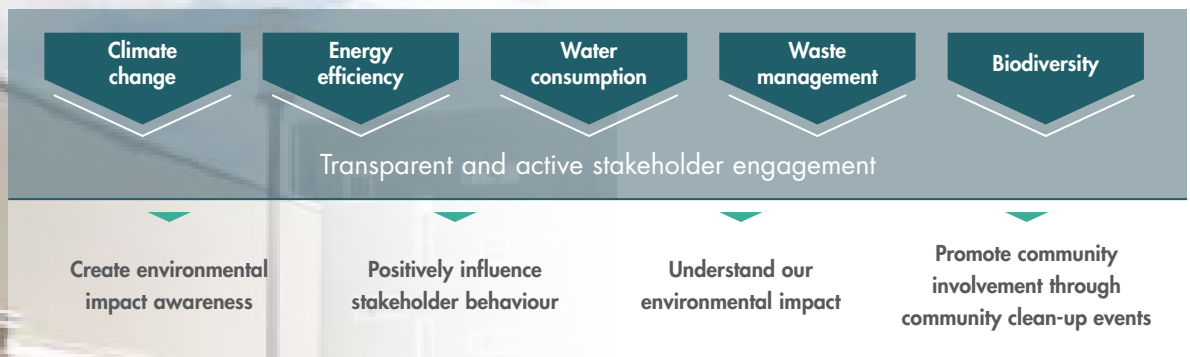 Climate
change
Energy
efficiency
Water
consumption
Waste
management
Biodiversity
Transparent and active stakeholder engagement
Create environmental
impact awareness
Positively influence
stakeholder behaviour
Understand our
environmental impact
Promote community
involvement through
community clean-up events